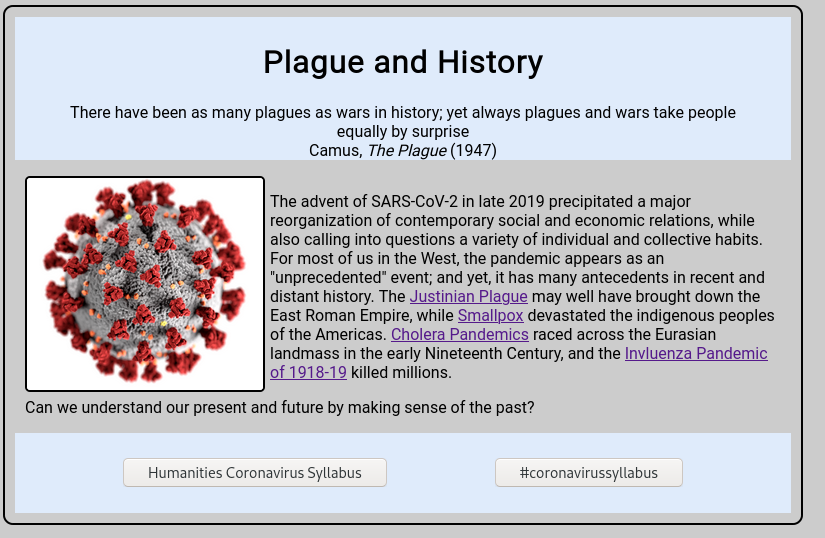 Plague and History
There have been as many plagues as wars in history; yet always plagues and wars take people
equally by surprise
Camus, The Plague (1947)
The advent of SARS-CoV-2 in late 2019 precipitated a major
reorganization of contemporary social and economic relations, while
also calling into questions a variety of individual and collective habits.
For most of us in the West, the pandemic appears as an
"unprecedented" event; and yet, it has many antecedents in recent and
distant history. The Justinian Plague may well have brought down the
East Roman Empire, while Smallpox devastated the indigenous peoples
of the Americas. Cholera Pandemics raced across the Eurasian
landmass in the early Nineteenth Century, and the Invluenza Pandemic
of 1918-19 killed millions.
Can we understand our present and future by making sense of the past?
Humanities Coronavirus Syllabus
#coronavirussyllabus